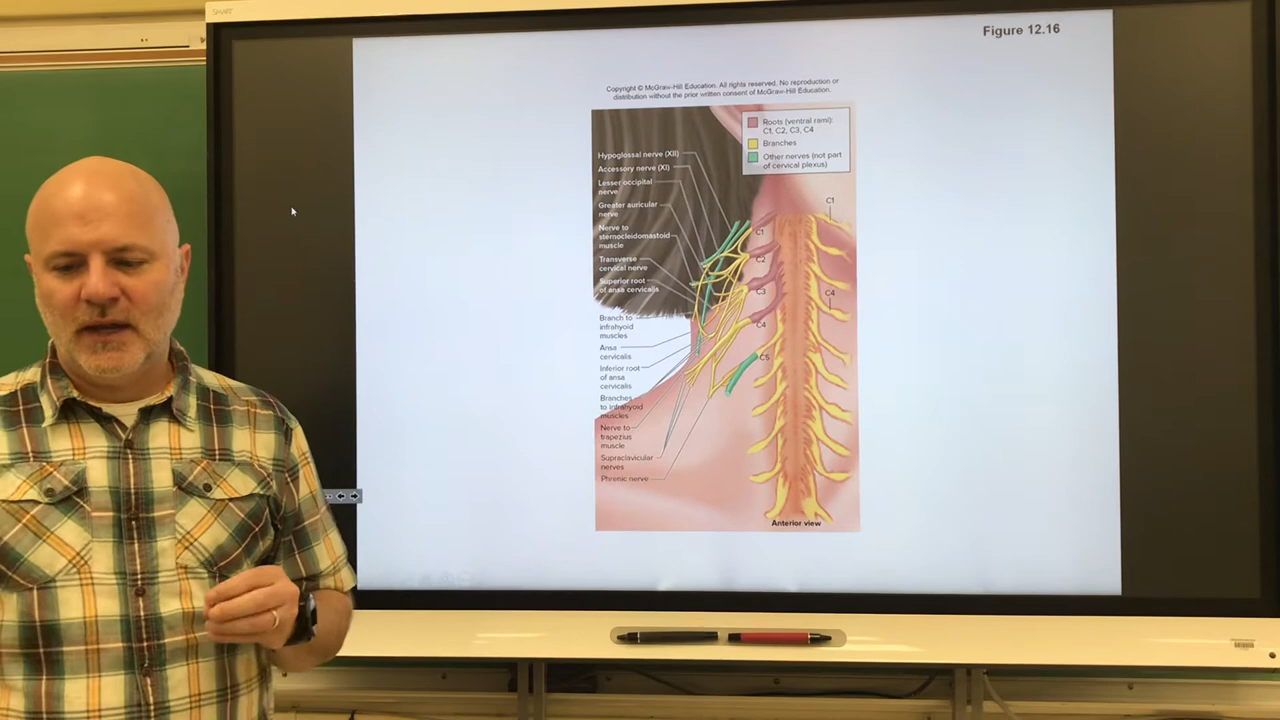 SMART
Figure 12.16
Copyright © McGraw-Hill Education. All rights reserved. No reproduction or
distribution without the prior written consent of McGraw-Hill Education.
Roots (ventral rami):
C1, C2, C3, C4
Branches
Other nerves (not part
of cervical plexus)
Hypoglossal nerve (XII)
Accessory nerve (XI)
Lesser occipital
nerve
Greater auricular
nerve
Nerve to
sternocleidomastoid
muscle
Transverse
cervical nerve
Superior root
of ansa cervicalis
Branch to
infrahyoid
muscles
Ansa
cervicalis
Inferior root
of ansa
cervicalis
Branches
to infrahyoid
muscles
Nerve to
trapezius
muscle
Supraclavicular
nerves
Phrenic nerve
C1
C2
C3
C4
C5
C1
C4
Anterior view